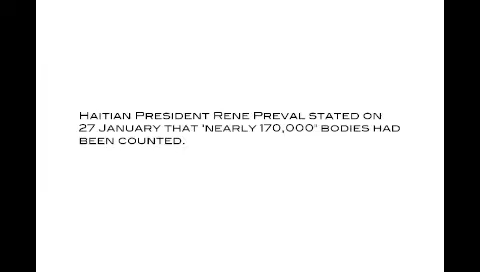 Haitian President Rene Preval stated on
27 January that "nearly 170,000" bodies had
been counted.